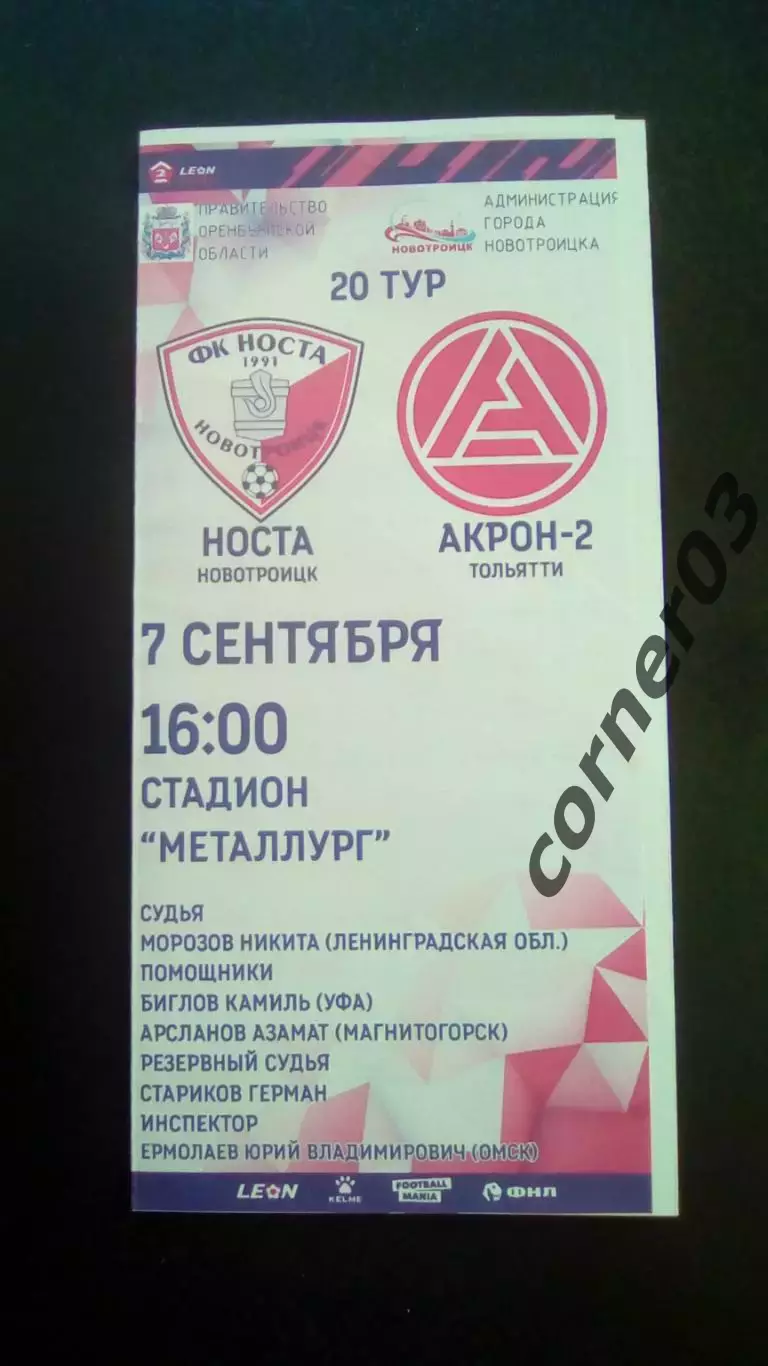 2 LEON
ПРАВИТЕЛЬСТВО
ОРЕНБУРГСКОЙ
ОБЛАСТИ
НОВОТРОИЦК
АДМИНИСТРАЦИЯ
ГОРОДА
НОВОТРОИЦКА
20 ТУР
ФК НОСТА
1991
НОВОТРОИЦК
НОСТА
НОВОТРОИЦК
АКРОН-2
ТОЛЬЯТТИ
7 СЕНТЯБРЯ
16:00
СТАДИОН
“МЕТАЛЛУРГ”
СУДЬЯ
МОРОЗОВ НИКИТА (ЛЕНИНГРАДСКАЯ ОБЛ.)
ПОМОЩНИКИ
БИГЛОВ КАМИЛЬ (УФА)
АРСЛАНОВ АЗАМАТ (МАГНИТОГОРСК)
РЕЗЕРВНЫЙ СУДЬЯ
СТАРИКОВ ГЕРМАН
ИНСПЕКТОР
ЕРМОЛАЕВ ЮРИЙ ВЛАДИМИРОВИЧ (ОМСК)
LEON
KELME
FOOTBALL
MANIA
ФНЛ
corner03